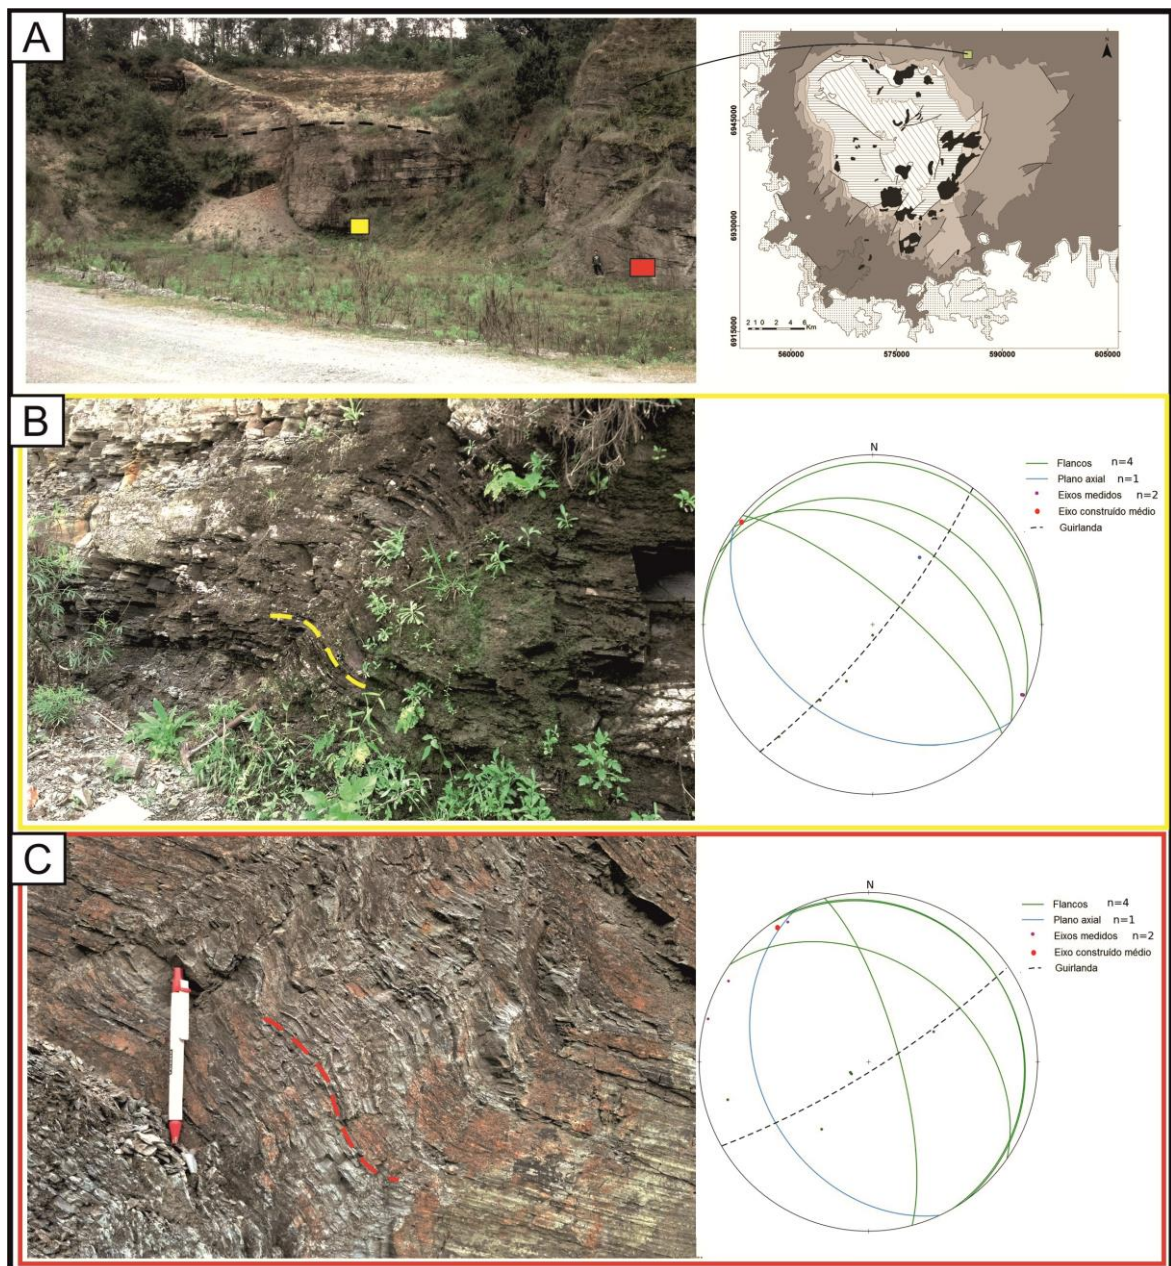 A
N
6945000
6930000
6915000
2 1 0 2 4 6
Km
560000
575000
590000
605000
B
N
Flancos n=4
Plano axial n=1
Eixos medidos n=2
Eixo construído médio
Guirlanda
C
N
Flancos n=4
Plano axial n=1
Eixos medidos n=2
Eixo construído médio
Guirlanda